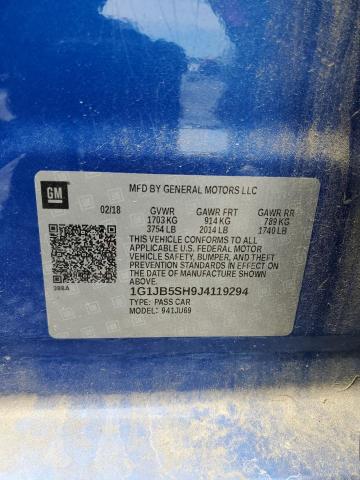 GM
MFD BY GENERAL MOTORS LLC
02/18 GVWR GAWR FRT GAWR RR
1703 KG 914 KG 789 KG
3754 LB 2014 LB 1740 LB
THIS VEHICLE CONFORMS TO ALL
APPLICABLE U.S. FEDERAL MOTOR
VEHICLE SAFETY, BUMPER, AND THEFT
PREVENTION STANDARDS IN EFFECT ON
THE DATE OF MANUFACTURE SHOWN
ABOVE.
1G1JB5SH9J4119294
TYPE: PASS CAR
MODEL: 941JU69